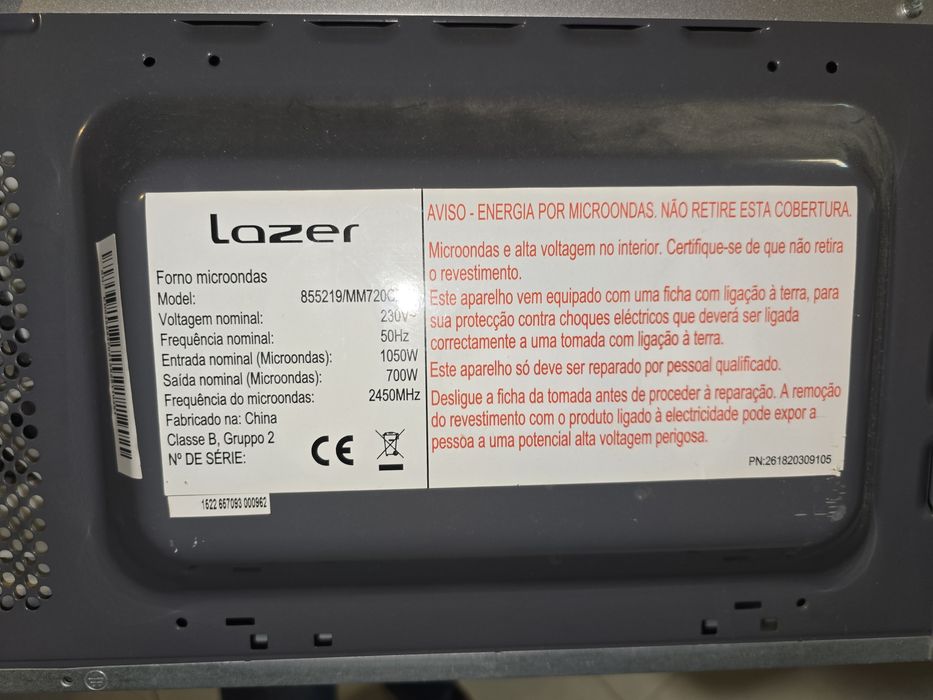 Lazer
Forno microondas
Model: 855219/MM720C
Voltagem nominal: 230V~
Frequência nominal: 50Hz
Entrada nominal (Microondas): 1050W
Saída nominal (Microondas): 700W
Frequência do microondas: 2450MHz
Fabricado na: China
Classe B, Gruppo 2
Nº DE SÉRIE:
CE
1522 657093 000962
AVISO - ENERGIA POR MICROONDAS. NÃO RETIRE ESTA COBERTURA.
Microondas e alta voltagem no interior. Certifique-se de que não retira
o revestimento.
Este aparelho vem equipado com uma ficha com ligação à terra, para
sua protecção contra choques eléctricos que deverá ser ligada
correctamente a uma tomada com ligação à terra.
Este aparelho só deve ser reparado por pessoal qualificado.
Desligue a ficha da tomada antes de proceder à reparação. A remoção
do revestimento com o produto ligado à electricidade pode expor a
pessoa a uma potencial alta voltagem perigosa.
PN:261820309105